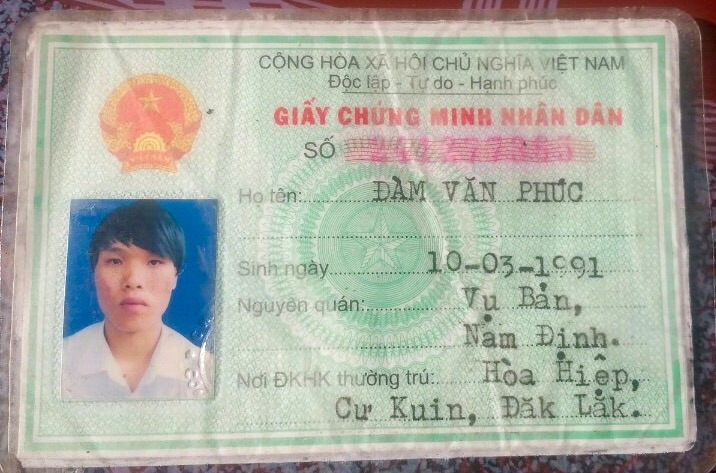 CỘNG HÒA XÃ HỘI CHỦ NGHĨA VIỆT NAM
Độc lập - Tự do - Hạnh phúc
GIẤY CHỨNG MINH NHÂN DÂN
SỐ
Họ tên: ĐÀM VĂN PHÚC
Sinh ngày 10-03-1991
Nguyên quán: Vụ Bản,
Nam Định.
Nơi ĐKHK thường trú: Hòa Hiệp,
Cư Kuin, Đăk Lăk.